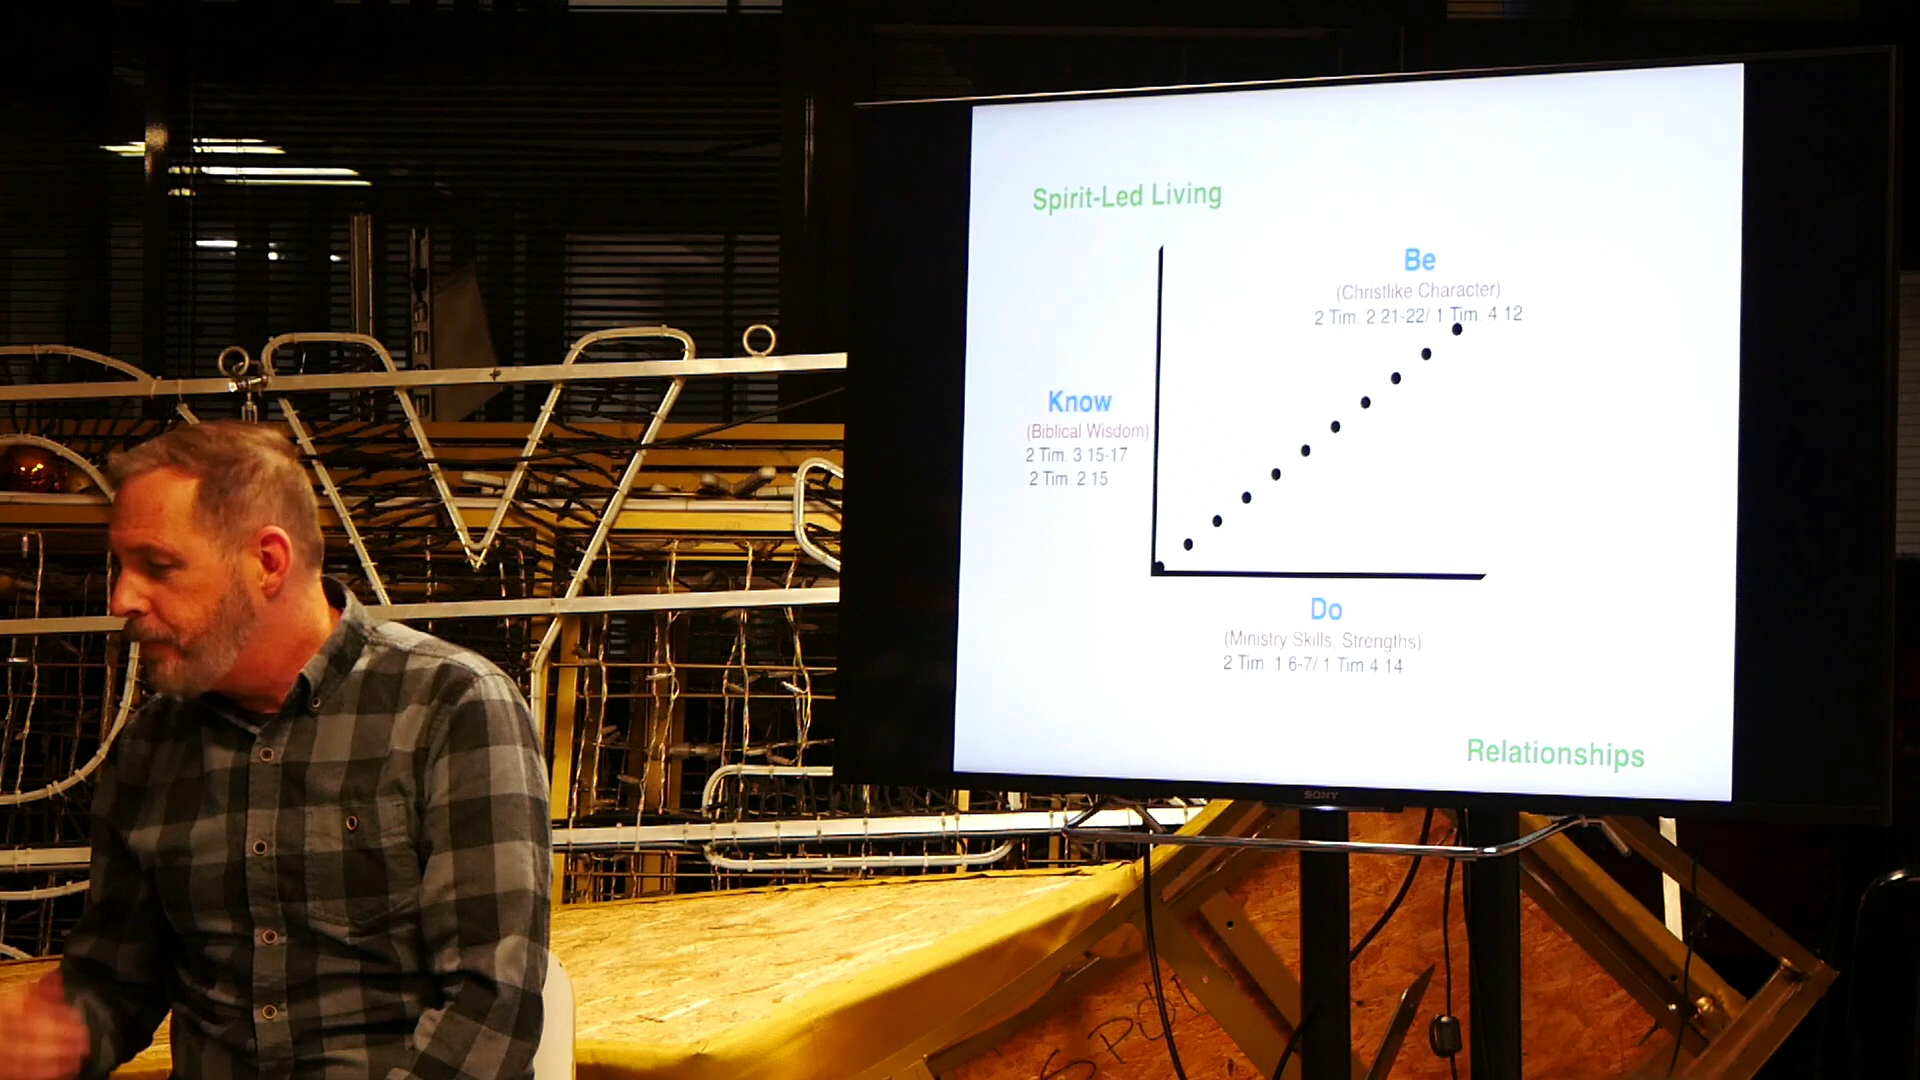 Spirit-Led Living
Be
(Christlike Character)
2 Tim. 2 21-22/ 1 Tim. 4 12
Know
(Biblical Wisdom)
2 Tim. 3 15-17
2 Tim. 2 15
Do
(Ministry Skills, Strengths)
2 Tim 1 6-7/ 1 Tim 4 14
Relationships
SONY